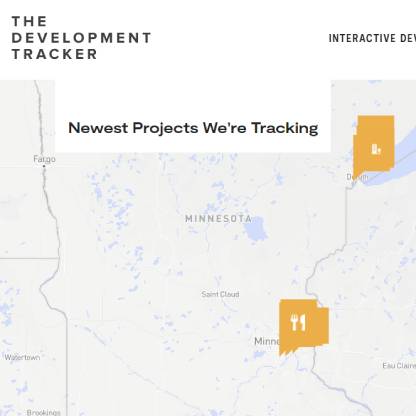 THE
DEVELOPMENT
TRACKER
INTERACTIVE DEV
Newest Projects We're Tracking
Fargo
MINNESOTA
Saint Cloud
Minne
Watertown
Eau Claire
Brookings